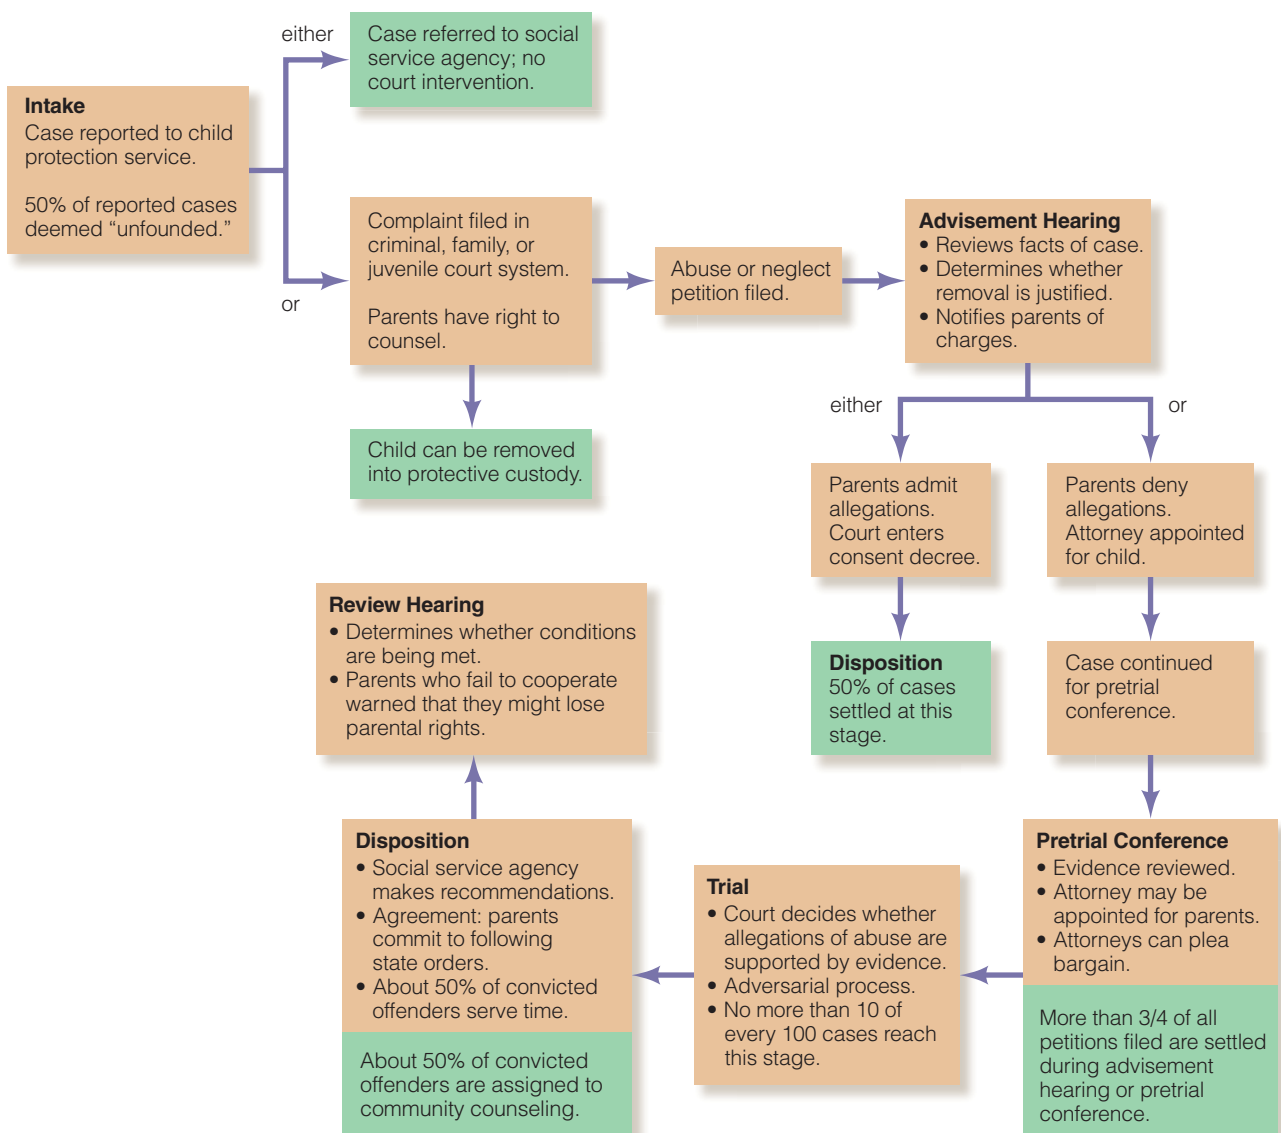 either
Case referred to social
service agency; no
court intervention.
Intake
Case reported to child
protection service.
50% of reported cases
deemed “unfounded.”
or
Complaint filed in
criminal, family, or
juvenile court system.
Parents have right to
counsel.
Abuse or neglect
petition filed.
Advisement Hearing
• Reviews facts of case.
• Determines whether
removal is justified.
• Notifies parents of
charges.
Child can be removed
into protective custody.
either
or
Parents admit
allegations.
Court enters
consent decree.
Parents deny
allegations.
Attorney appointed
for child.
Disposition
50% of cases
settled at this
stage.
Case continued
for pretrial
conference.
Pretrial Conference
• Evidence reviewed.
• Attorney may be
appointed for parents.
• Attorneys can plea
bargain.
More than 3/4 of all
petitions filed are settled
during advisement
hearing or pretrial
conference.
Trial
• Court decides whether
allegations of abuse are
supported by evidence.
• Adversarial process.
• No more than 10 of
every 100 cases reach
this stage.
Disposition
• Social service agency
makes recommendations.
• Agreement: parents
commit to following
state orders.
• About 50% of convicted
offenders serve time.
About 50% of convicted
offenders are assigned to
community counseling.
Review Hearing
• Determines whether conditions
are being met.
• Parents who fail to cooperate
warned that they might lose
parental rights.